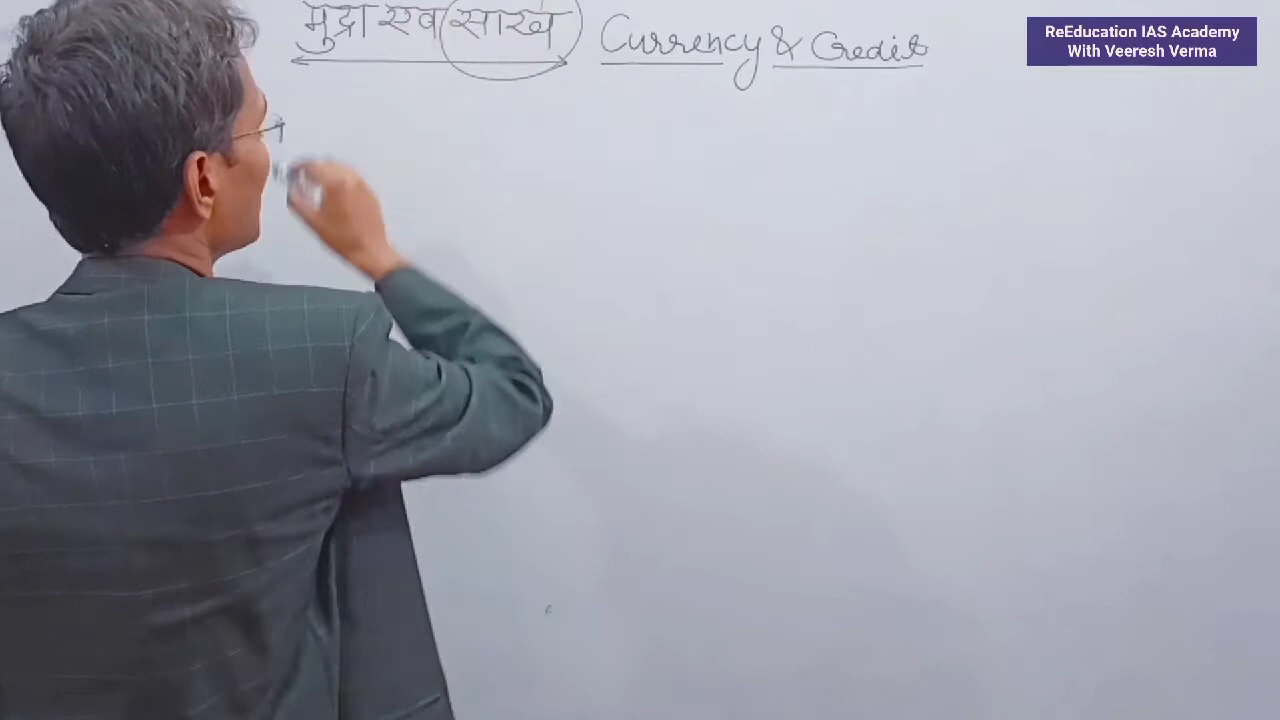 मुद्रा एव साख Currency & Credit
ReEducation IAS Academy
With Veeresh Verma